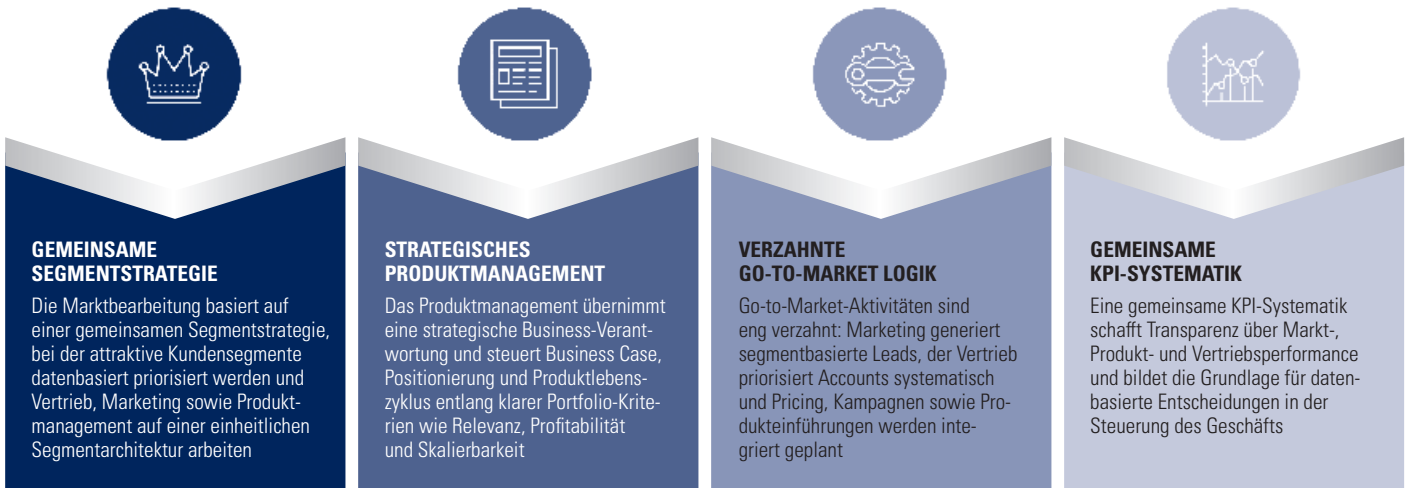 GEMEINSAME
SEGMENTSTRATEGIE
Die Marktbearbeitung basiert auf
einer gemeinsamen Segmentstrategie,
bei der attraktive Kundensegmente
datenbasiert priorisiert werden und
Vertrieb, Marketing sowie Produkt-
management auf einer einheitlichen
Segmentarchitektur arbeiten
STRATEGISCHES
PRODUKTMANAGEMENT
Das Produktmanagement übernimmt
eine strategische Business-Verant-
wortung und steuert Business Case,
Positionierung und Produktlebens-
zyklus entlang klarer Portfolio-Krite-
rien wie Relevanz, Profitabilität
und Skalierbarkeit
VERZAHNTE
GO-TO-MARKET LOGIK
Go-to-Market-Aktivitäten sind
eng verzahnt: Marketing generiert
segmentbasierte Leads, der Vertrieb
priorisiert Accounts systematisch
und Pricing, Kampagnen sowie Pro-
dukteinführungen werden inte-
griert geplant
GEMEINSAME
KPI-SYSTEMATIK
Eine gemeinsame KPI-Systematik
schafft Transparenz über Markt-,
Produkt- und Vertriebsperformance
und bildet die Grundlage für daten-
basierte Entscheidungen in der
Steuerung des Geschäfts